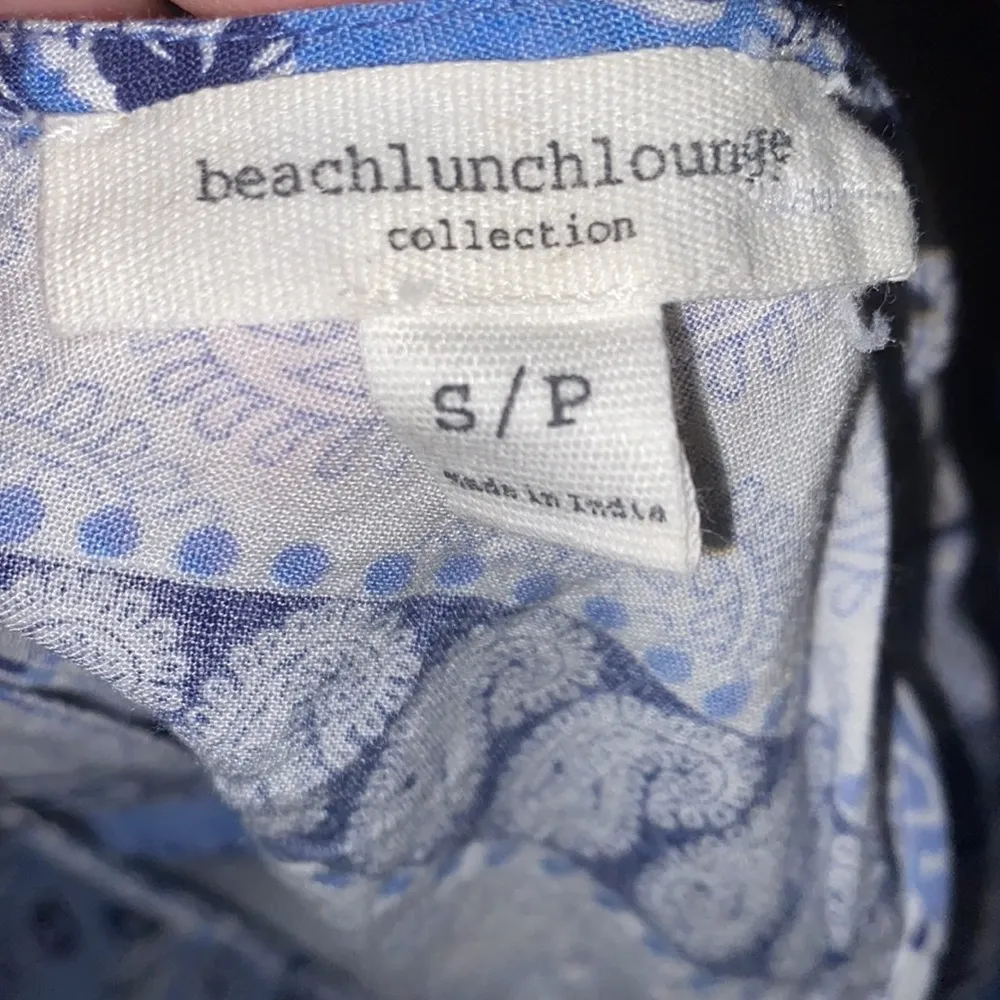 beachlunchlounge
collection
S/P
made in India